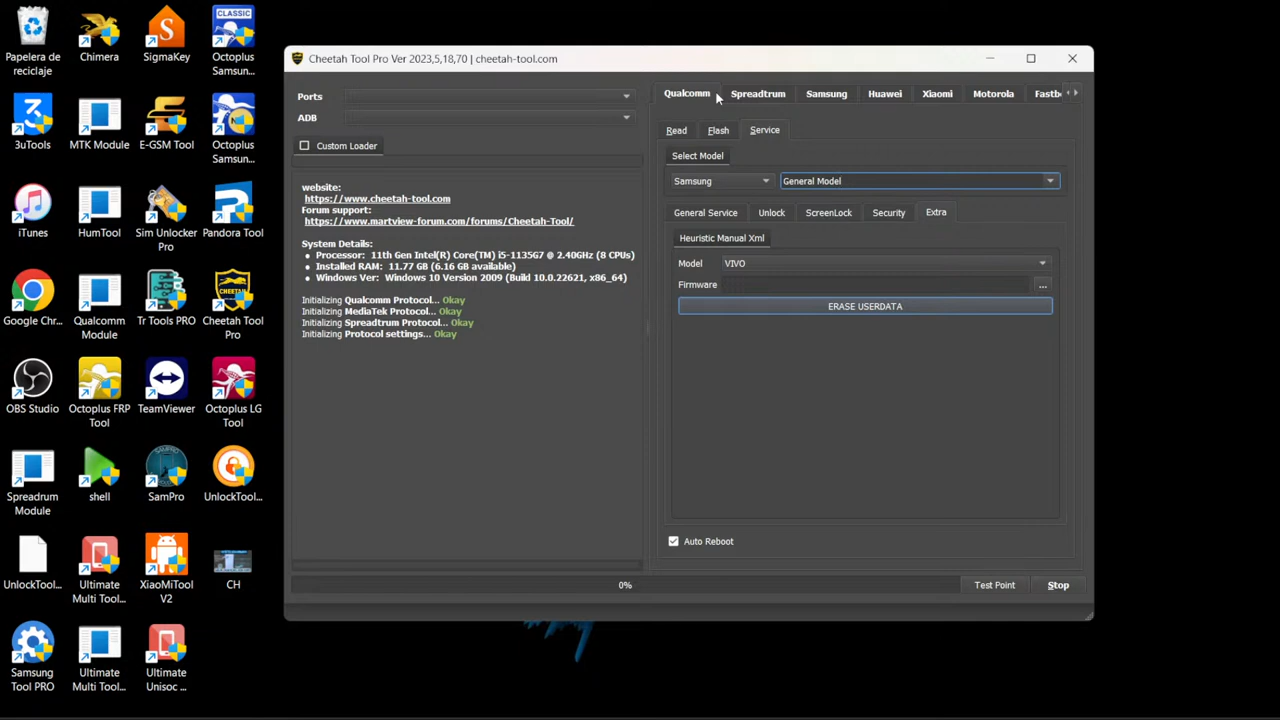 Papelera de
reciclaje
Chimera
SigmaKey
CLASSIC
Octoplus
Samsun...
3uTools
MTK Module
E-GSM Tool
Octoplus
Samsun...
iTunes
HumTool
Sim Unlocker
Pro
Pandora Tool
Google Chr...
Qualcomm
Module
Tr Tools PRO
CHEETAH
Cheetah Tool
Pro
OBS Studio
Octoplus FRP
Tool
TeamViewer
Octoplus LG
Tool
Spreadrum
Module
shell
SamPro
UnlockTool...
UnlockTool...
Ultimate
Multi Tool...
XiaoMiTool
V2
CH
Samsung
Tool PRO
Ultimate
Multi Tool...
Ultimate
Unisoc ...
Cheetah Tool Pro Ver 2023,5,18,70 | cheetah-tool.com
Ports
ADB
Custom Loader
website:
https://www.cheetah-tool.com
Forum support:
https://www.martview-forum.com/forums/Cheetah-Tool/
System Details:
• Processor: 11th Gen Intel(R) Core(TM) i5-1135G7 @ 2.40GHz (8 CPUs)
• Installed RAM: 11.77 GB (6.16 GB available)
• Windows Ver: Windows 10 Version 2009 (Build 10.0.22621, x86_64)
Initializing Qualcomm Protocol... Okay
Initializing MediaTek Protocol... Okay
Initializing Spreadtrum Protocol... Okay
Initializing Protocol settings... Okay
Qualcomm Spreadtrum Samsung Huawei Xiaomi Motorola Fastb
Read Flash Service
Select Model
Samsung General Model
General Service Unlock ScreenLock Security Extra
Heuristic Manual Xml
Model VIVO
Firmware ...
ERASE USERDATA
Auto Reboot
0%
Test Point Stop